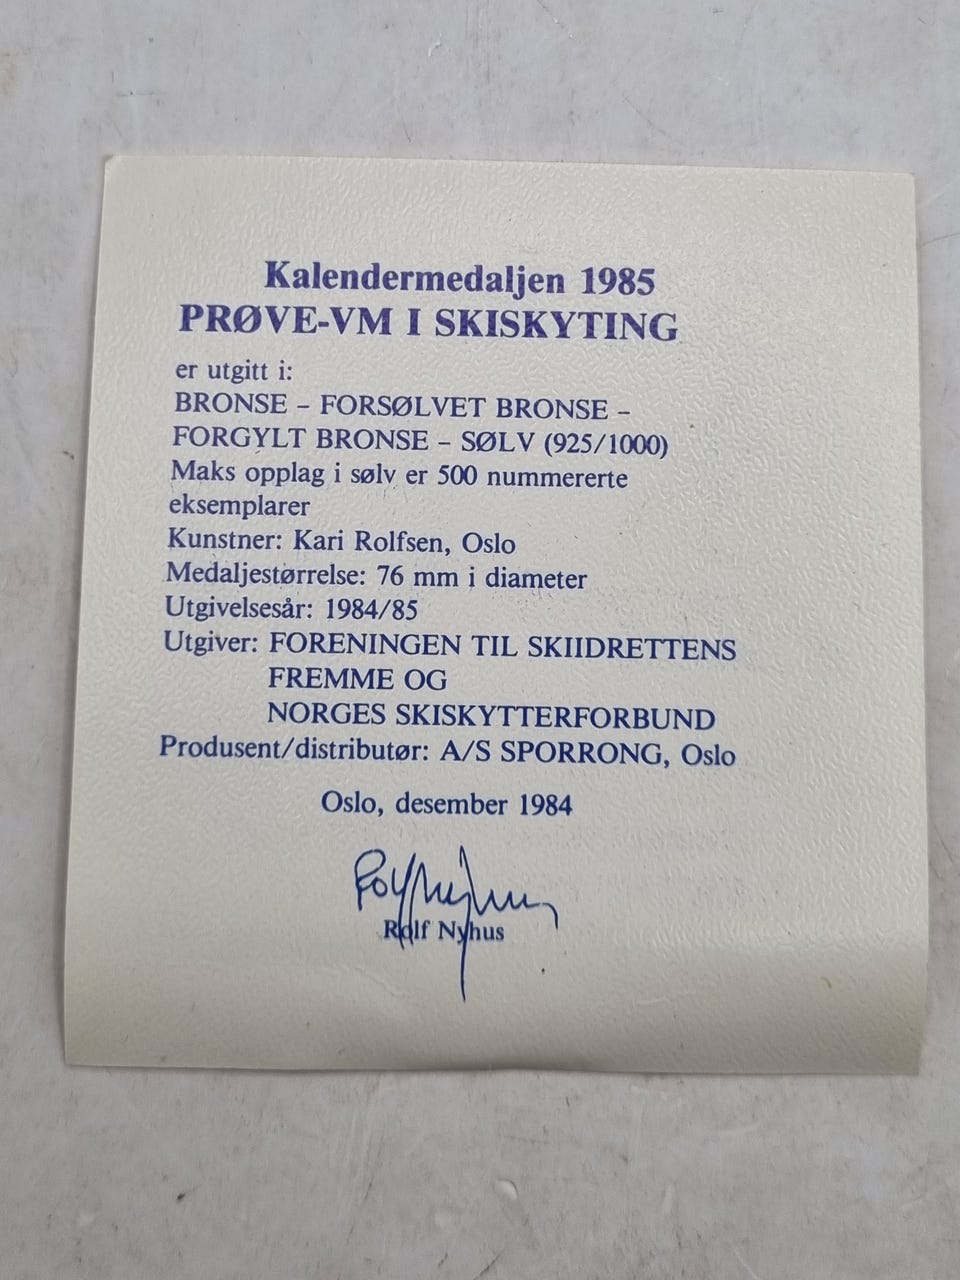 Kalendermedaljen 1985
PRØVE-VM I SKISKYTING
er utgitt i:
BRONSE – FORSØLVET BRONSE –
FORGYLT BRONSE – SØLV (925/1000)
Maks opplag i sølv er 500 nummererte
eksemplarer
Kunstner: Kari Rolfsen, Oslo
Medaljestørrelse: 76 mm i diameter
Utgivelsesår: 1984/85
Utgiver: FORENINGEN TIL SKIIDRETTENS
FREMME OG
NORGES SKISKYTTERFORBUND
Produsent/distributør: A/S SPORRONG, Oslo
Oslo, desember 1984
Rolf Nyhus
Rolf Nyhus